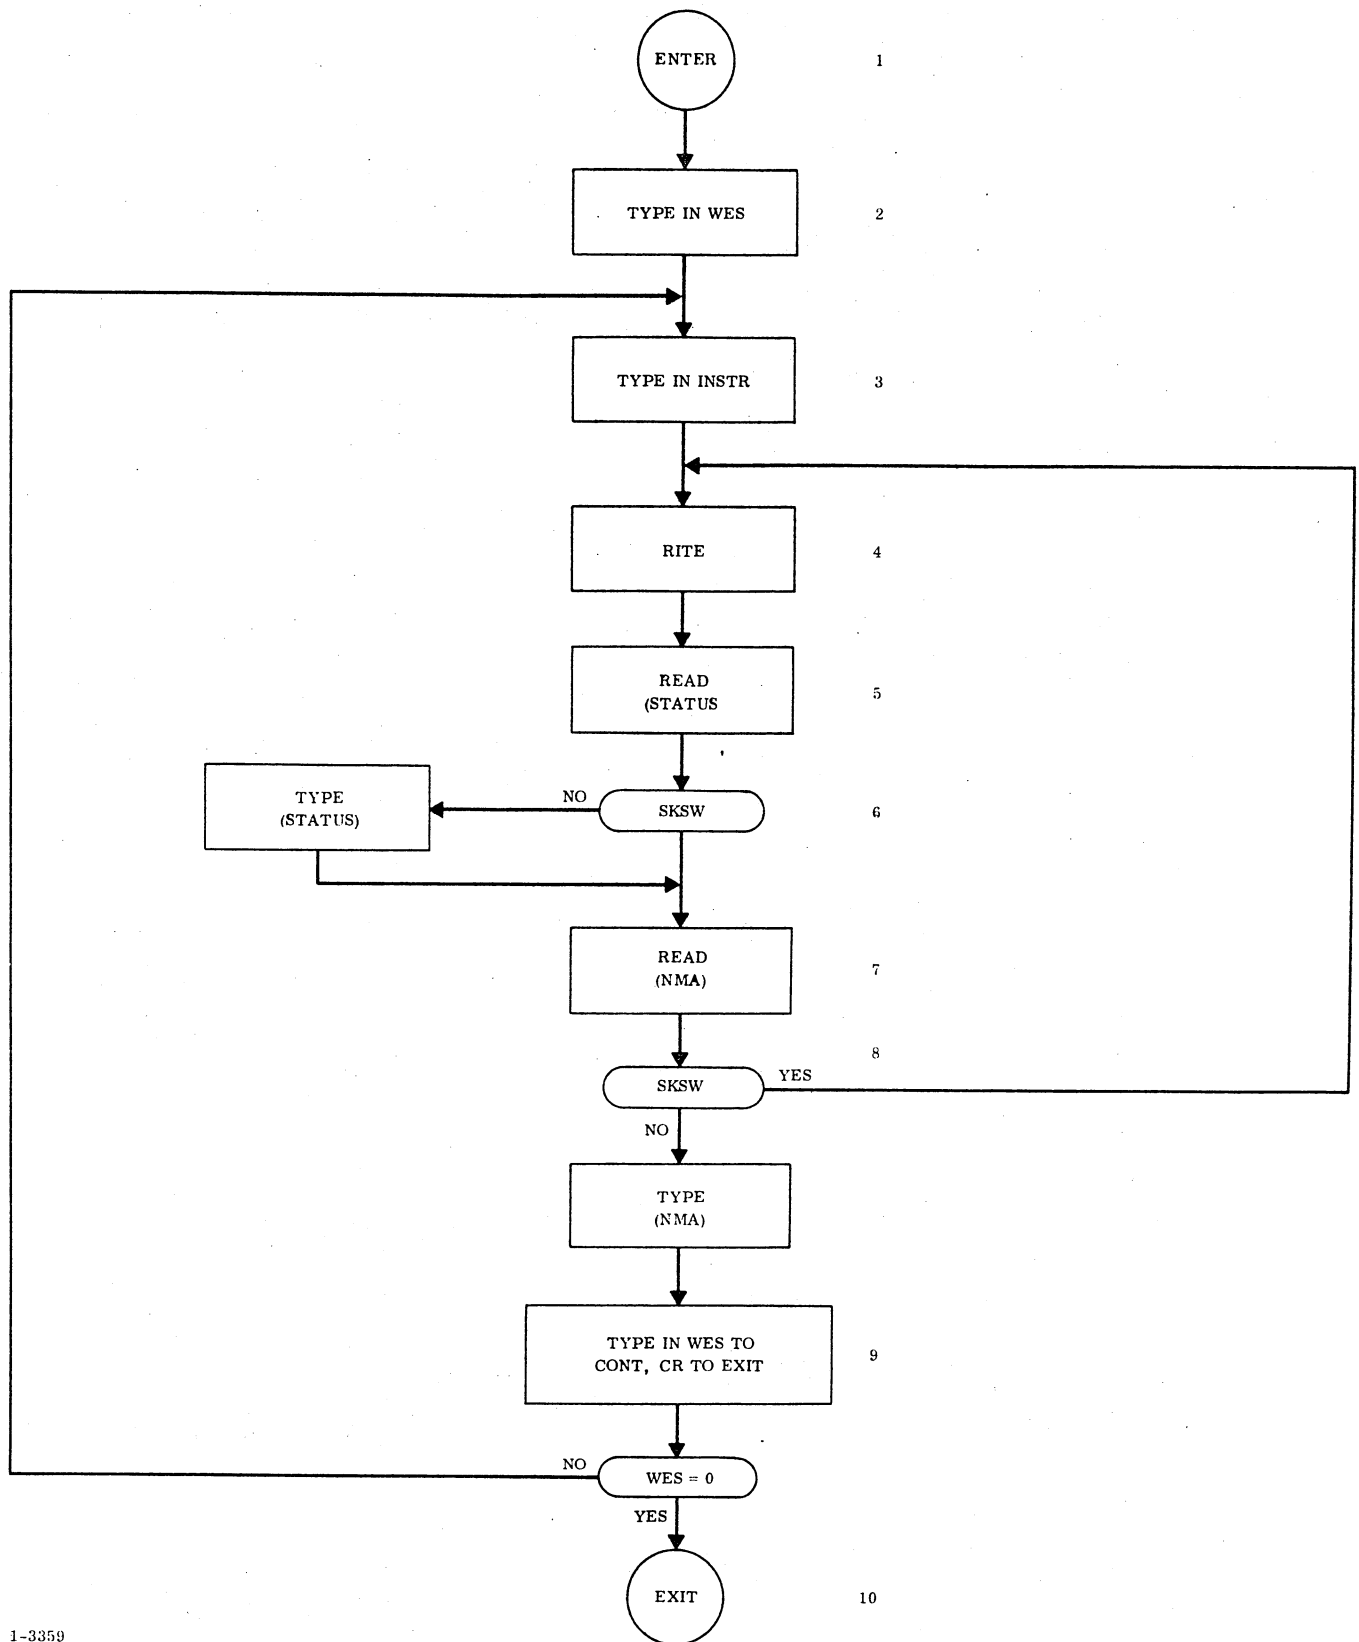 ENTER
1
TYPE IN WES
2
TYPE IN INSTR
3
RITE
4
READ
(STATUS
5
TYPE
(STATUS)
NO
SKSW
6
READ
(NMA)
7
8
SKSW
YES
NO
TYPE
(NMA)
TYPE IN WES TO
CONT, CR TO EXIT
9
NO
WES = 0
YES
EXIT
10
1-3359